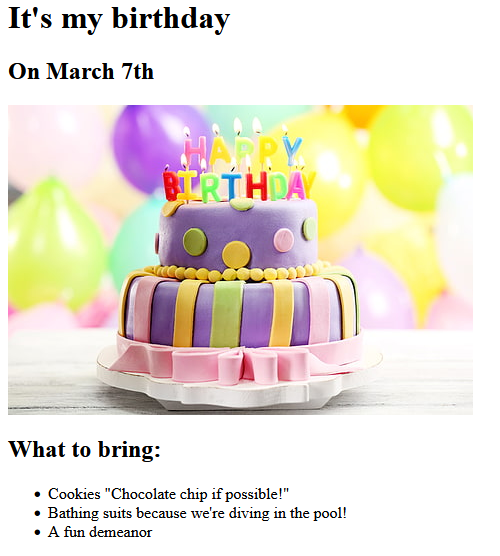 It's my birthday
On March 7th
HAPPY
BIRTHDAY
What to bring:
Cookies "Chocolate chip if possible!"
Bathing suits because we're diving in the pool!
A fun demeanor